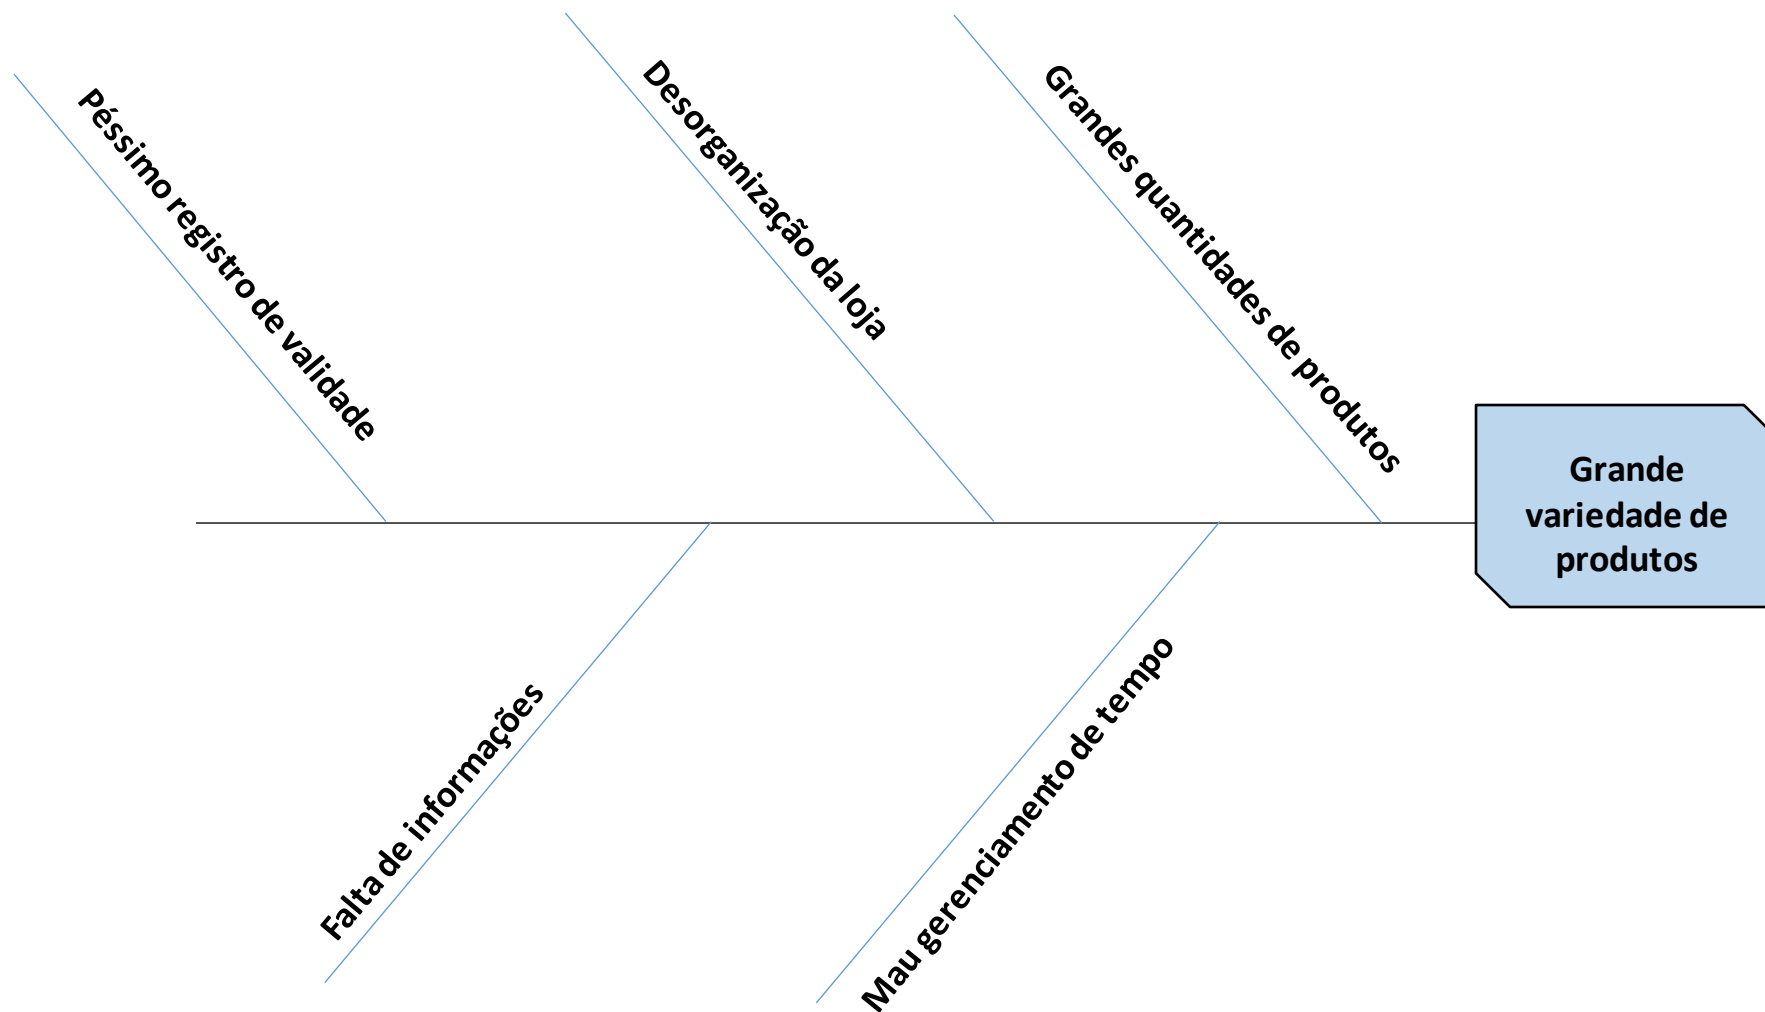 Péssimo registro de validade
Desorganização da loja
Grandes quantidades de produtos
Grande
variedade de
produtos
Falta de informações
Mau gerenciamento de tempo